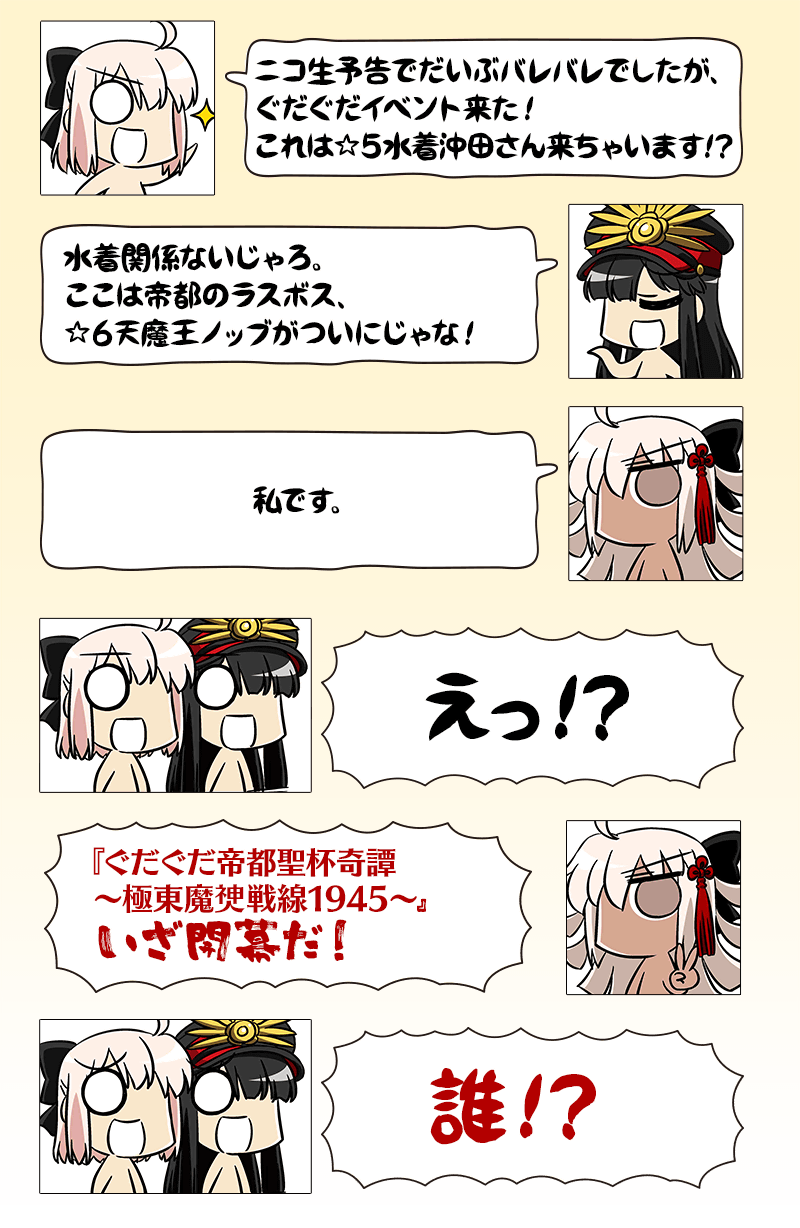 ニコ生予告でだいぶバレバレでしたが、
ぐだぐだイベント来た！
これは☆5水着沖田さん来ちゃいます!?
水着関係ないじゃろ。
ここは帝都のラスボス、
☆6天魔王ノッブがついにじゃな！
私です。
えっ!?
『ぐだぐだ帝都聖杯奇譚
～極東魔神戦線1945～』
いざ開幕だ！
誰!?